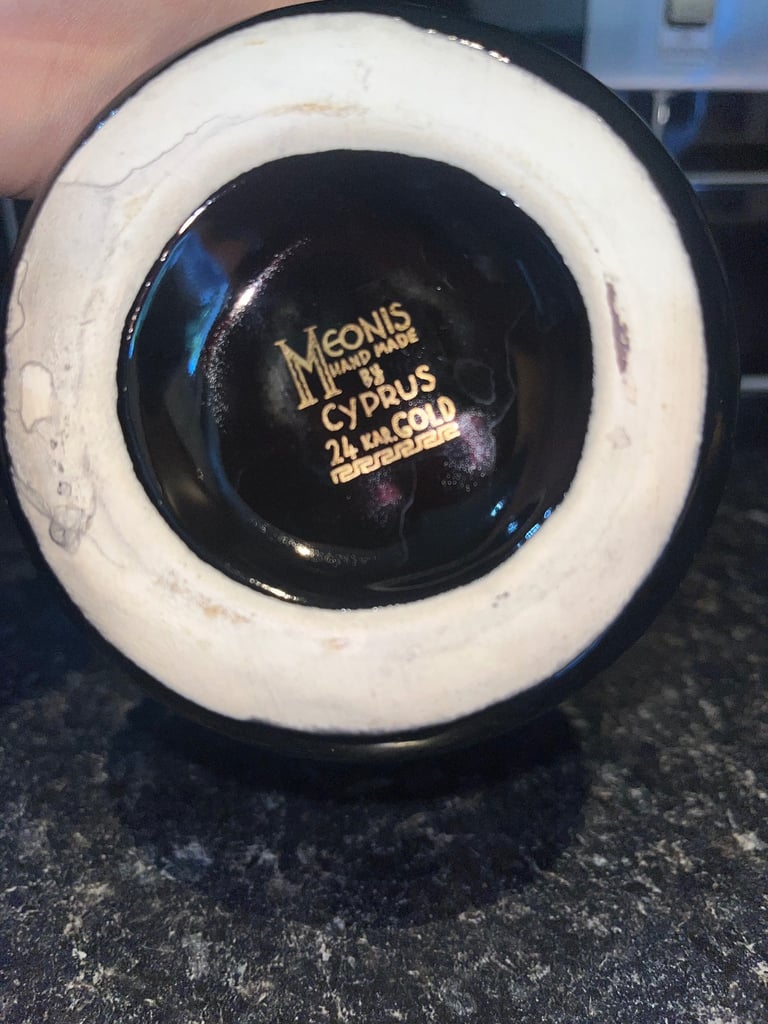 MEONIS
HAND MADE
BY
CYPRUS
24 KAR. GOLD